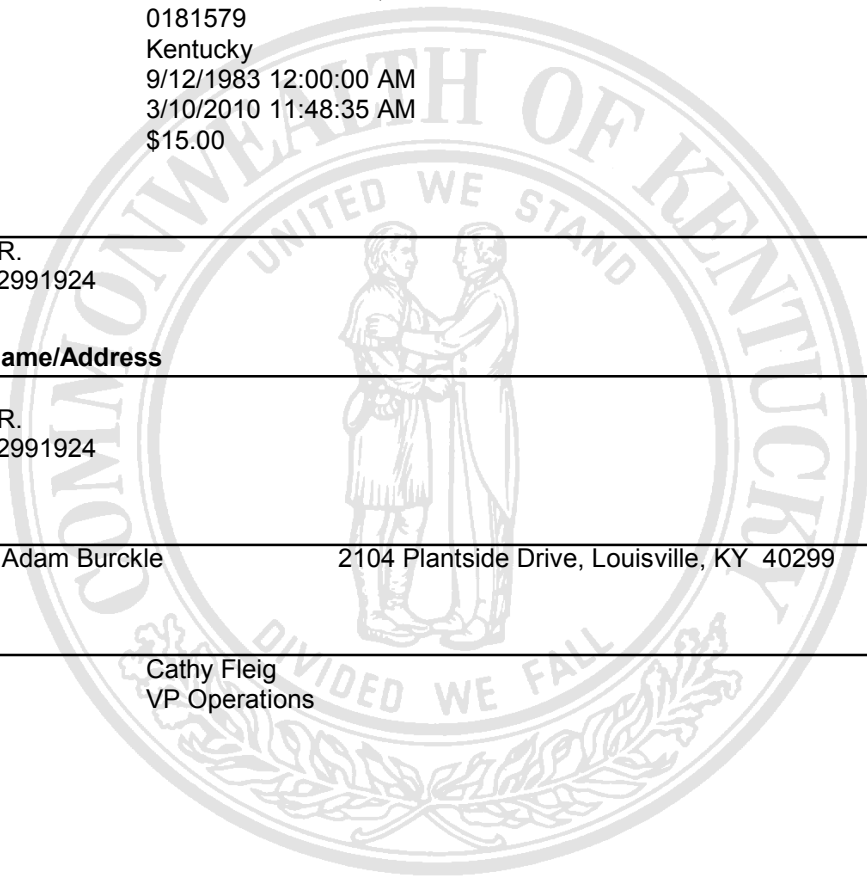 0181579
Kentucky
9/12/1983 12:00:00 AM
3/10/2010 11:48:35 AM
$15.00
R.
2991924
ame/Address
R.
2991924
Adam Burckle 2104 Plantside Drive, Louisville, KY 40299
Cathy Fleig
VP Operations
COMMONWEALTH OF KENTUCKY
UNITED WE STAND
DIVIDED WE FALL